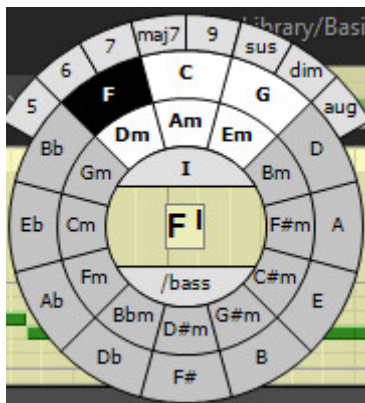 Library/Basi
5 6 7 maj7 9 sus dim aug
Bb F C G D
Gm Dm Am Em Bm
I
Eb Cm F I F#m A
/bass
Ab Fm Bbm D#m G#m C#m E
Db F# B